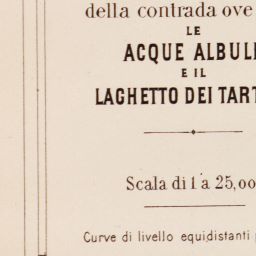 della contrada ove
LE
ACQUE ALBUL
E IL
LAGHETTO DEI TART
Scala di 1 a 25,00
Curve di livello equidistanti